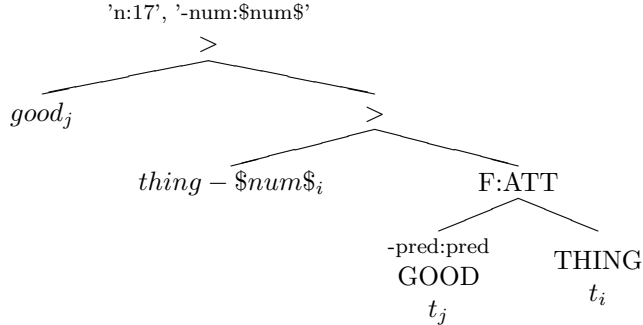 'n:17', '-num:$num$'
>
good_j
>
thing − $num$_i
F:ATT
-pred:pred
GOOD
t_j
THING
t_i